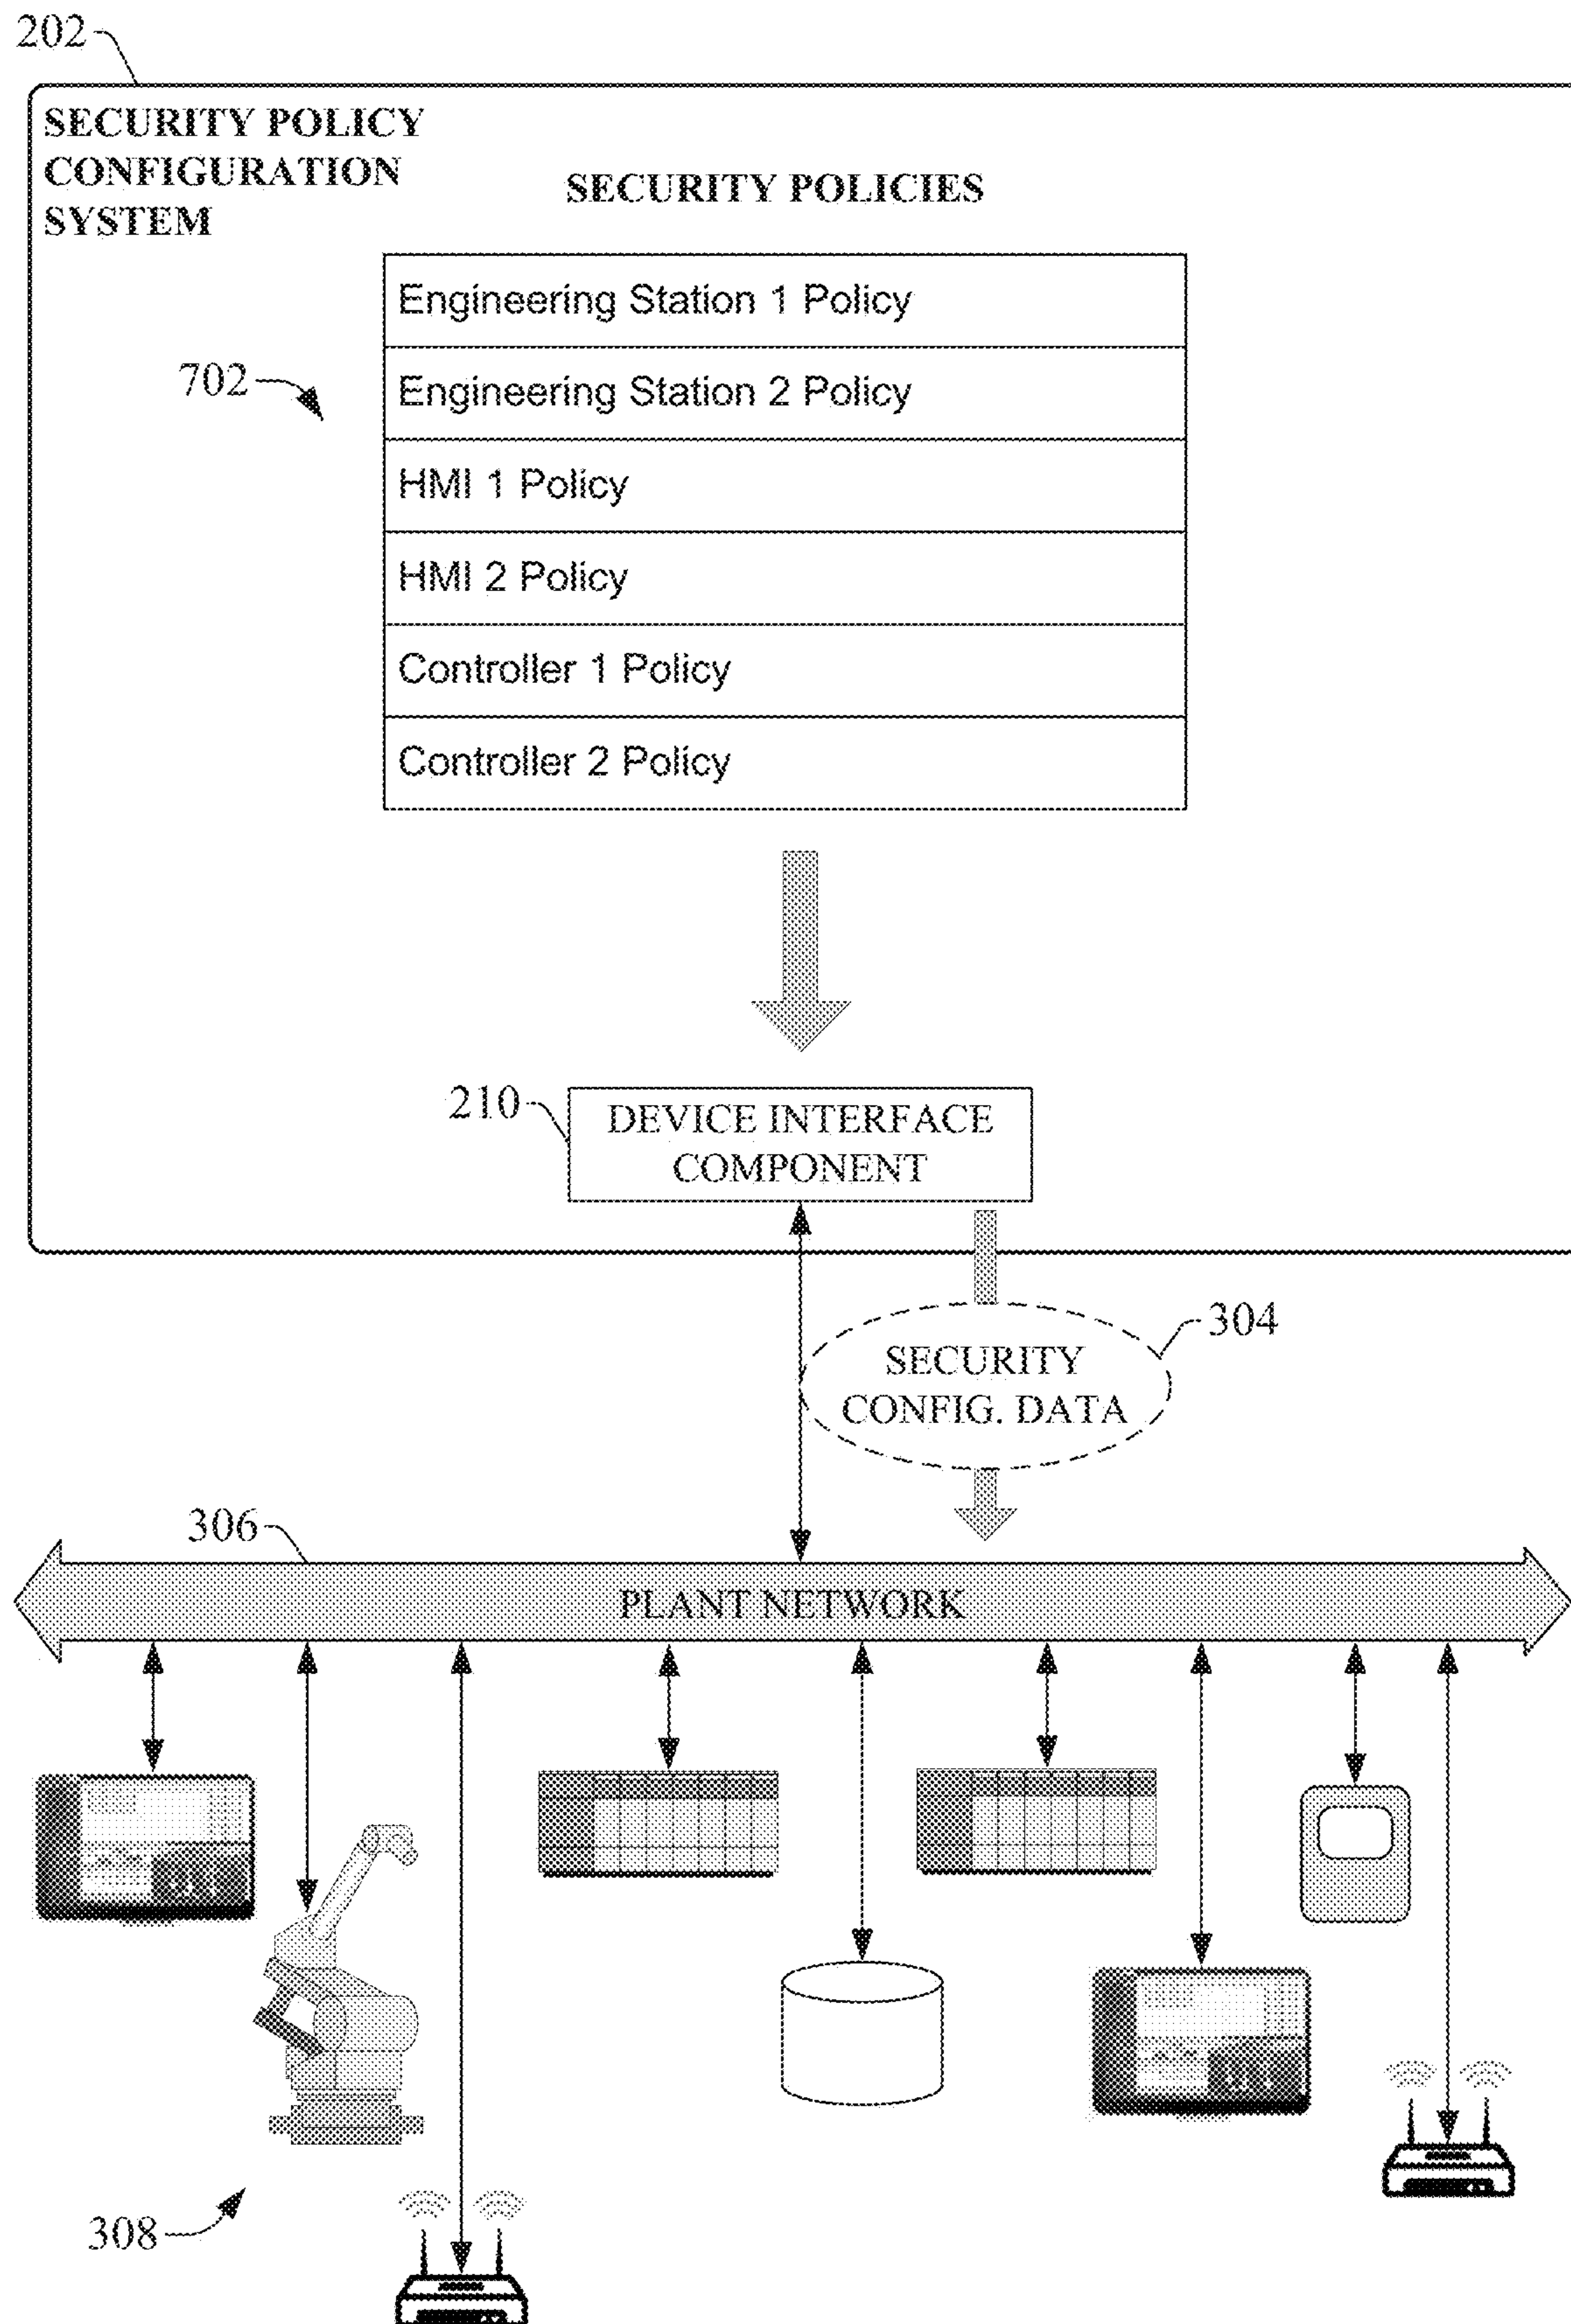 202
SECURITY POLICY
CONFIGURATION
SYSTEM
SECURITY POLICIES
Engineering Station 1 Policy
702
Engineering Station 2 Policy
HMI 1 Policy
HMI 2 Policy
Controller 1 Policy
Controller 2 Policy
210
DEVICE INTERFACE
COMPONENT
304
SECURITY
CONFIG. DATA
306
PLANT NETWORK
308